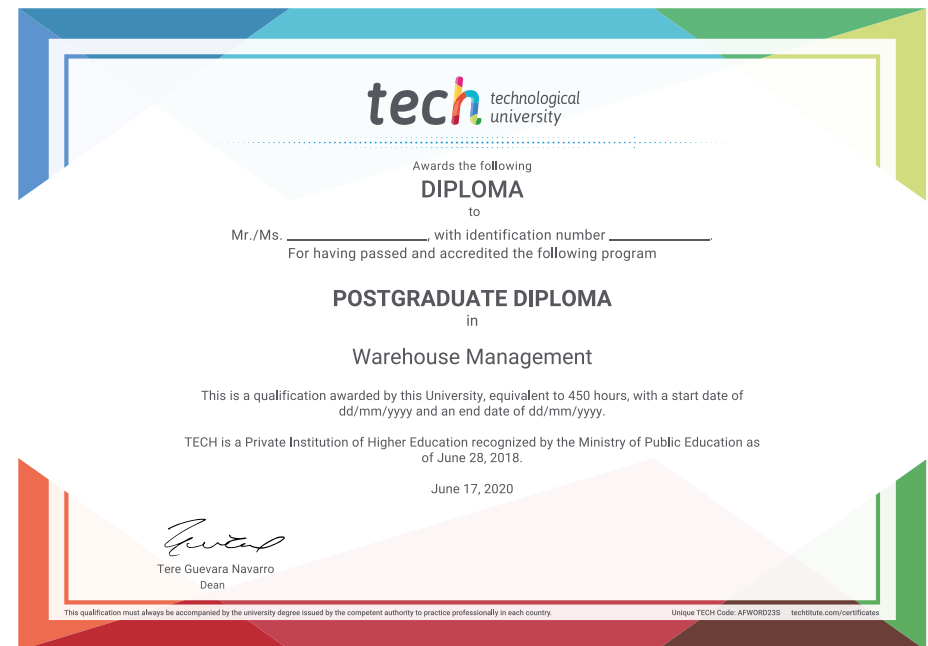 tech technological
university
Awards the following
DIPLOMA
to
Mr./Ms. ____________________, with identification number ______________.
For having passed and accredited the following program
POSTGRADUATE DIPLOMA
in
Warehouse Management
This is a qualification awarded by this University, equivalent to 450 hours, with a start date of
dd/mm/yyyy and an end date of dd/mm/yyyy.
TECH is a Private Institution of Higher Education recognized by the Ministry of Public Education as
of June 28, 2018.
June 17, 2020
Tere Guevara Navarro
Dean
This qualification must always be accompanied by the university degree issued by the competent authority to practice professionally in each country.
Unique TECH Code: AFWORD23S techtitute.com/certificates